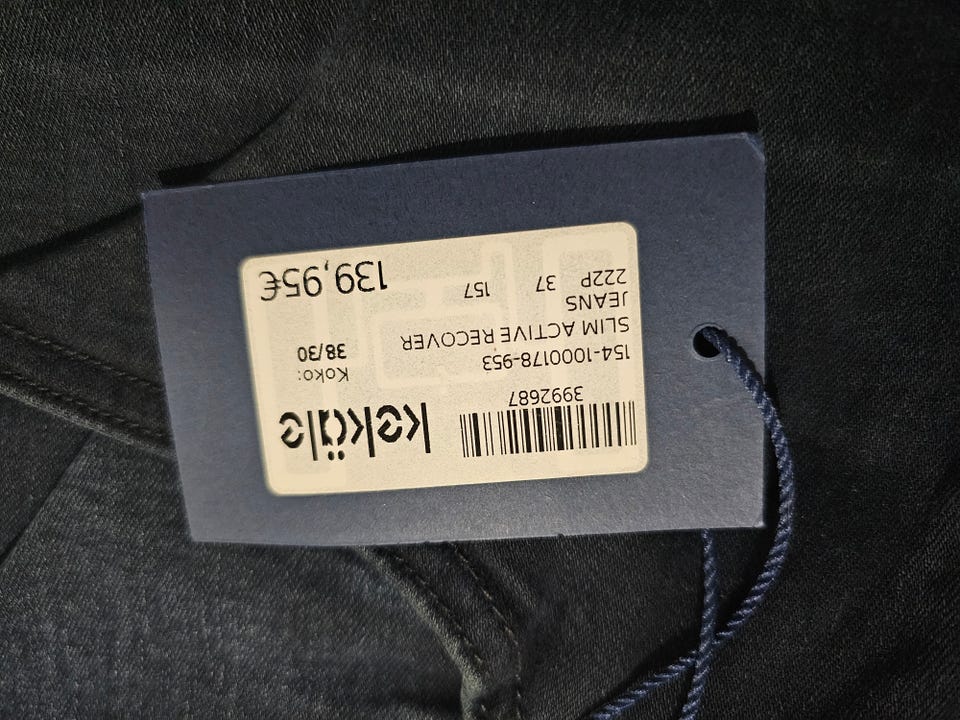 3992687
kekäle
154-1000178-953
Koko:
38/30
SLIM ACTIVE RECOVER
JEANS
222P 37 157
139,95€